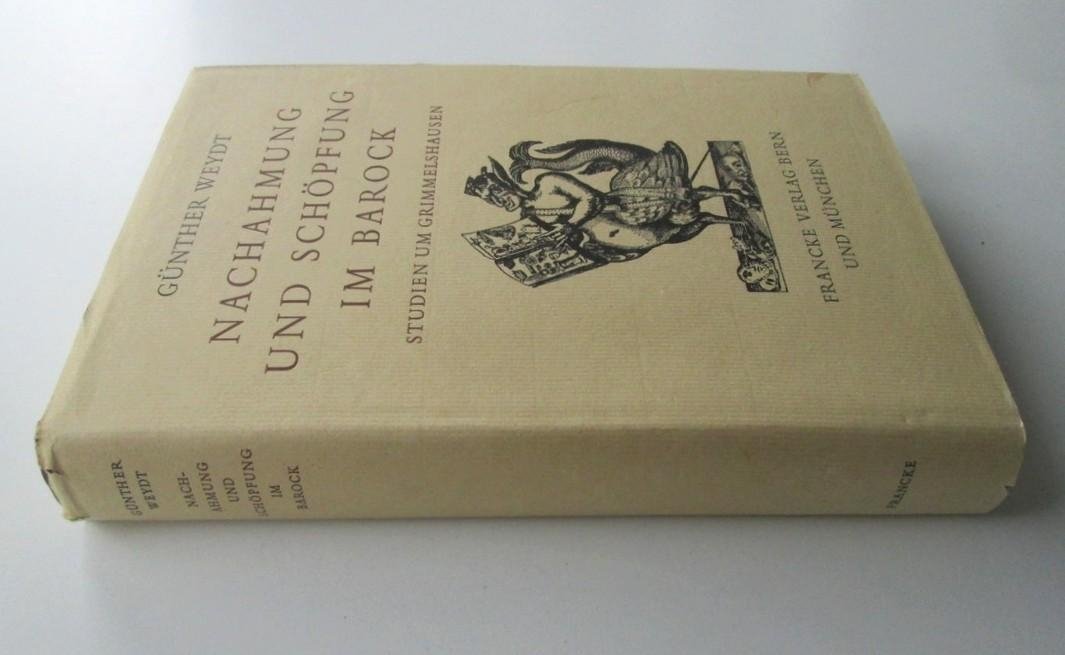 GÜNTHER WEYDT
NACHAHMUNG
UND SCHÖPFUNG
IM BAROCK
STUDIEN UM GRIMMELSHAUSEN
FRANCKE VERLAG BERN
UND MÜNCHEN
GÜNTHER
WEYDT
NACH-
AHMUNG
UND
SCHÖPFUNG
IM
BAROCK
FRANCKE